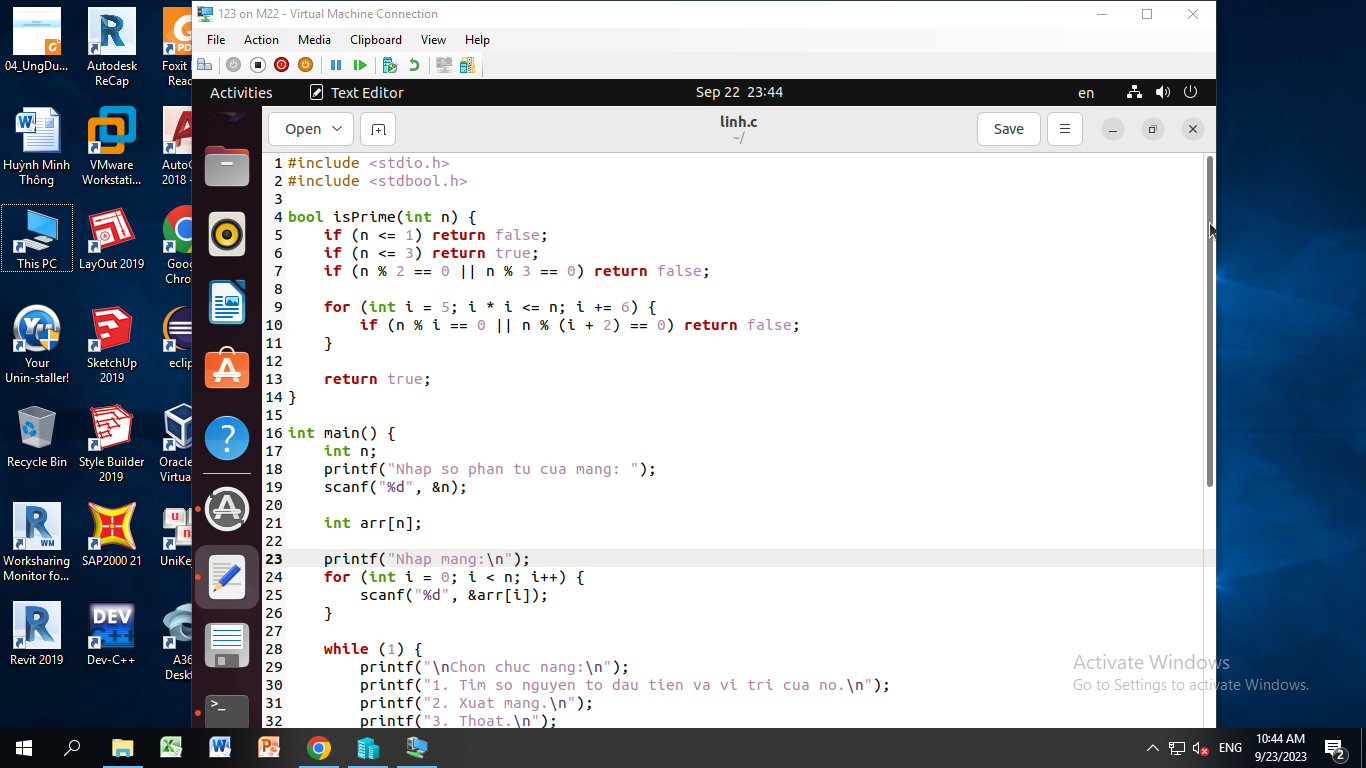 123 on M22 - Virtual Machine Connection
File Action Media Clipboard View Help
Activities Text Editor Sep 22 23:44 en
Open linh.c Save
~/
1 #include <stdio.h>
2 #include <stdbool.h>
3
4 bool isPrime(int n) {
5     if (n <= 1) return false;
6     if (n <= 3) return true;
7     if (n % 2 == 0 || n % 3 == 0) return false;
8
9     for (int i = 5; i * i <= n; i += 6) {
10         if (n % i == 0 || n % (i + 2) == 0) return false;
11     }
12
13     return true;
14 }
15
16 int main() {
17     int n;
18     printf("Nhap so phan tu cua mang: ");
19     scanf("%d", &n);
20
21     int arr[n];
22
23     printf("Nhap mang:\n");
24     for (int i = 0; i < n; i++) {
25         scanf("%d", &arr[i]);
26     }
27
28     while (1) {
29         printf("\nChon chuc nang:\n");
30         printf("1. Tim so nguyen to dau tien va vi tri cua no.\n");
31         printf("2. Xuat mang.\n");
32         printf("3. Thoat.\n");
04_UngDu...
Autodesk
ReCap
Foxit
Reac
Huỳnh Minh
Thông
VMware
Workstati...
AutoC
2018 -
This PC
LayOut 2019
Goog
Chro
Your
Unin-staller!
SketchUp
2019
eclip
Recycle Bin
Style Builder
2019
Oracle
Virtua
Worksharing
Monitor fo...
SAP2000 21
UniKe
Revit 2019
DEV
C++
Dev-C++
A36
Deskt
Activate Windows
Go to Settings to activate Windows.
ENG
10:44 AM
9/23/2023
2